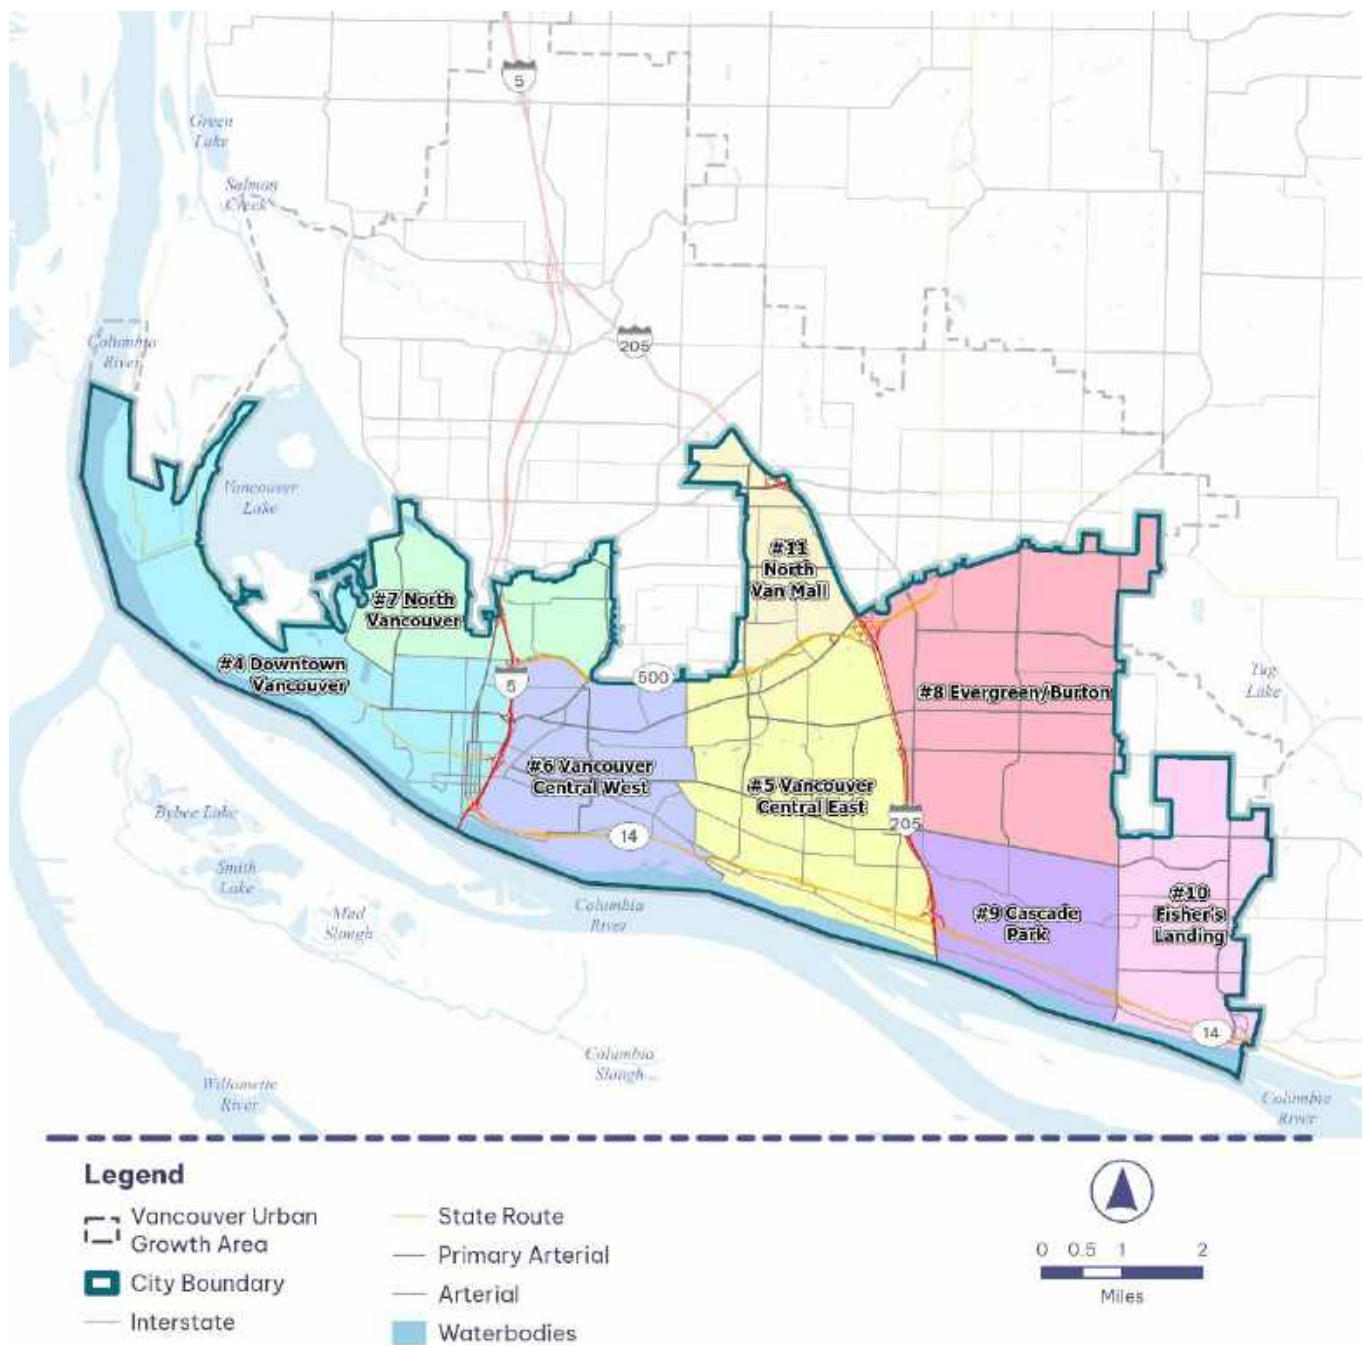 5
Green
Lake
Salmon
Creek
Columbia
River
205
Vancouver
Lake
#11
North
Van Mall
#7 North
Vancouver
#4 Downtown
Vancouver
5
500
#8 Evergreen/Burton
Tug
Lake
#6 Vancouver
Central West
#5 Vancouver
Central East
Bybee Lake
14
205
Smith
Lake
Mud
Slough
Columbia
River
#9 Cascade
Park
#10
Fisher's
Landing
14
Columbia
Slough
Willamette
River
Columbia
River
Legend
Vancouver Urban
Growth Area
City Boundary
Interstate
State Route
Primary Arterial
Arterial
Waterbodies
0 0.5 1 2
Miles